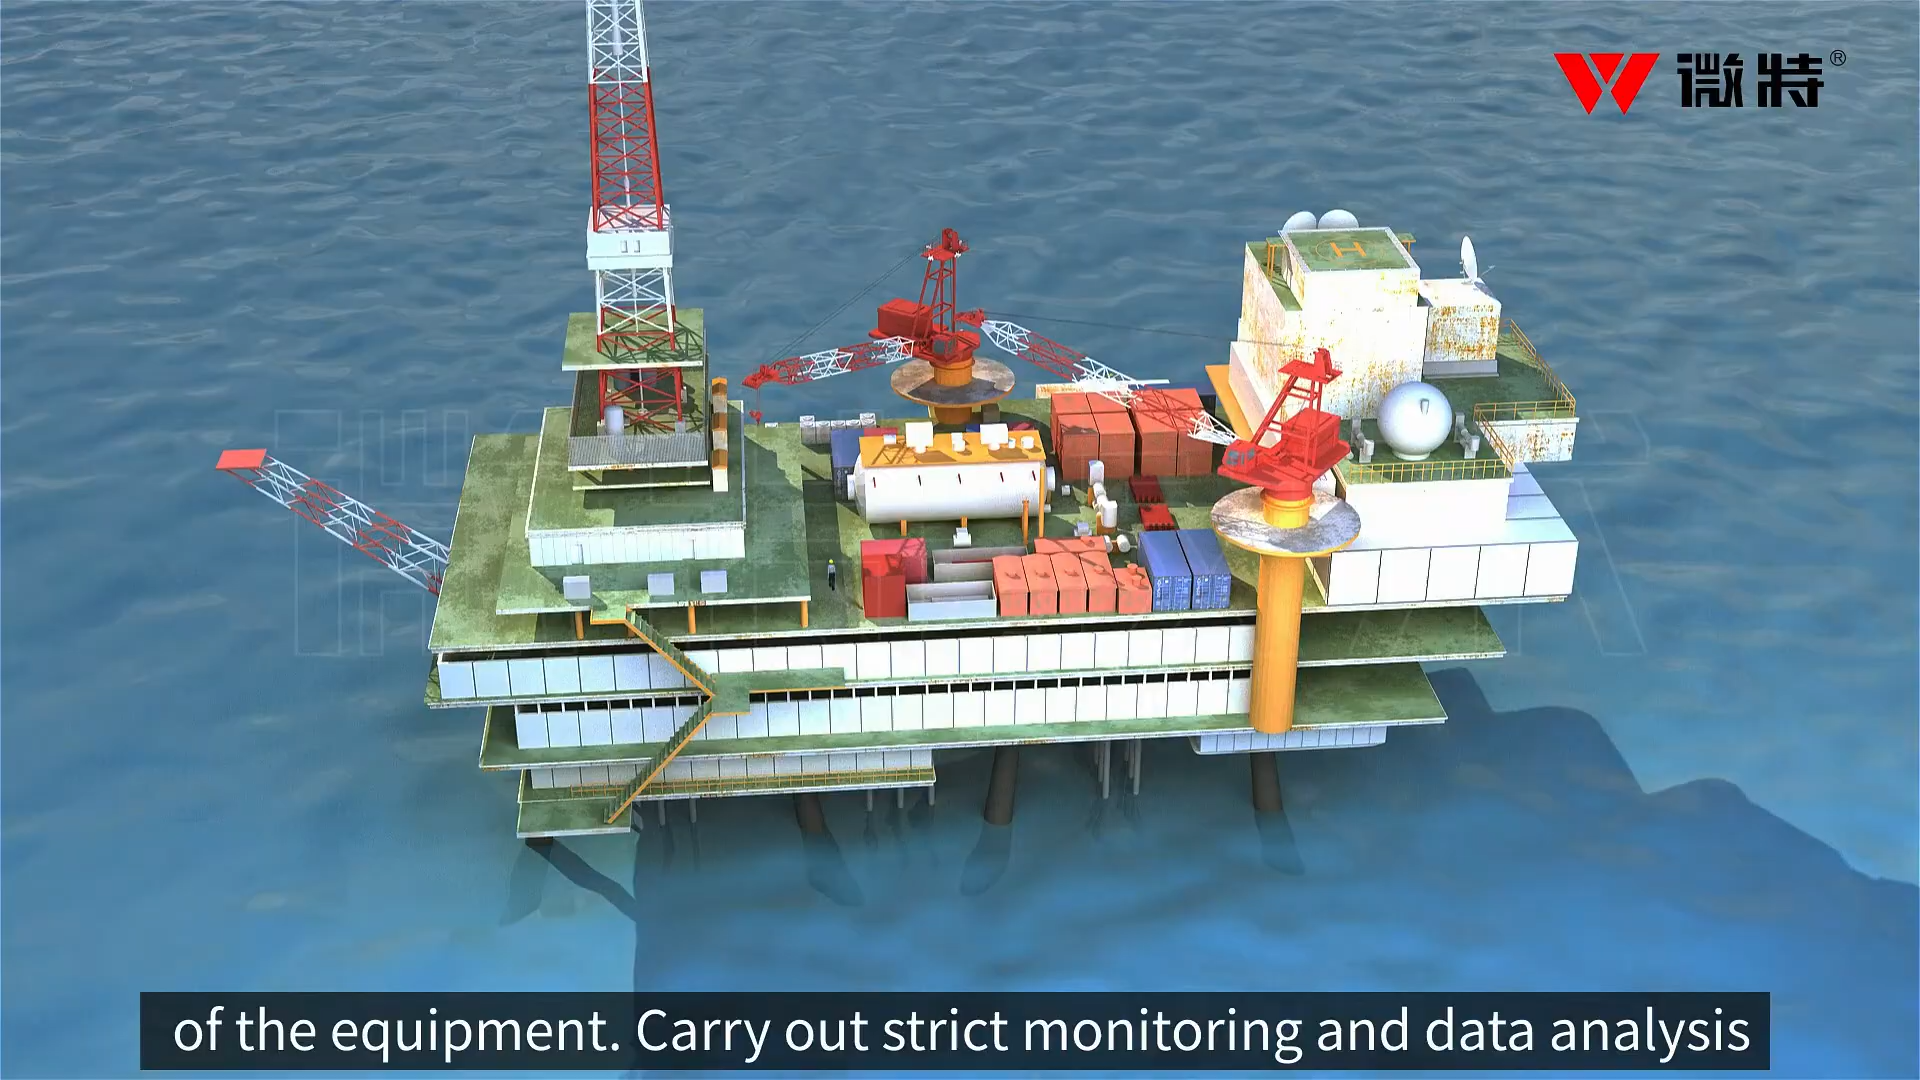 微特®
H
of the equipment. Carry out strict monitoring and data analysis